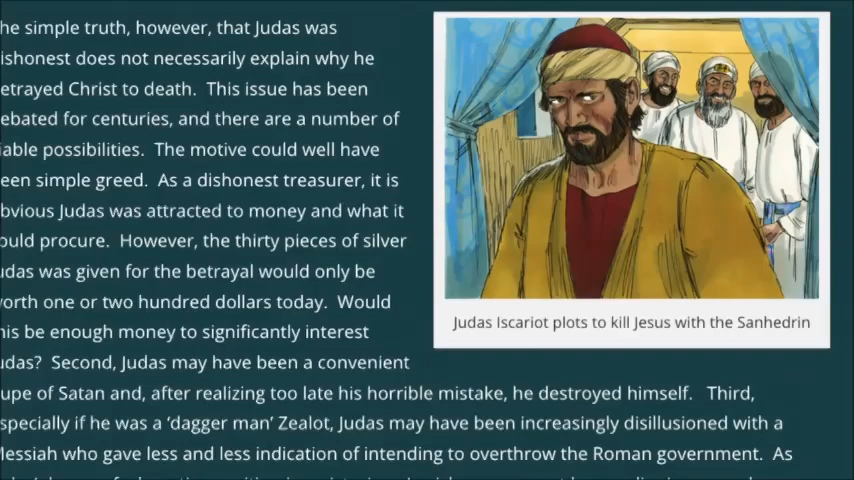 he simple truth, however, that Judas was
ishonest does not necessarily explain why he
etrayed Christ to death. This issue has been
ebated for centuries, and there are a number of
iable possibilities. The motive could well have
een simple greed. As a dishonest treasurer, it is
bvious Judas was attracted to money and what it
ould procure. However, the thirty pieces of silver
udas was given for the betrayal would only be
worth one or two hundred dollars today. Would
his be enough money to significantly interest
udas? Second, Judas may have been a convenient
upe of Satan and, after realizing too late his horrible mistake, he destroyed himself. Third,
specially if he was a ‘dagger man’ Zealot, Judas may have been increasingly disillusioned with a
Messiah who gave less and less indication of intending to overthrow the Roman government. As
Judas Iscariot plots to kill Jesus with the Sanhedrin